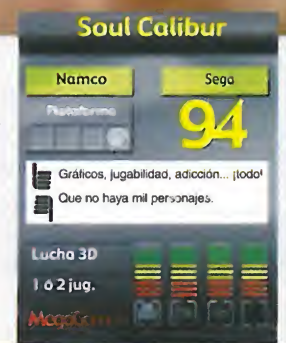 Soul Calibur
Namco Sega
Plataforma
94
Gráficos, jugabilidad, adicción... ¡todo!
Que no haya mil personajes.
Lucha 3D
1 ó 2 jug.